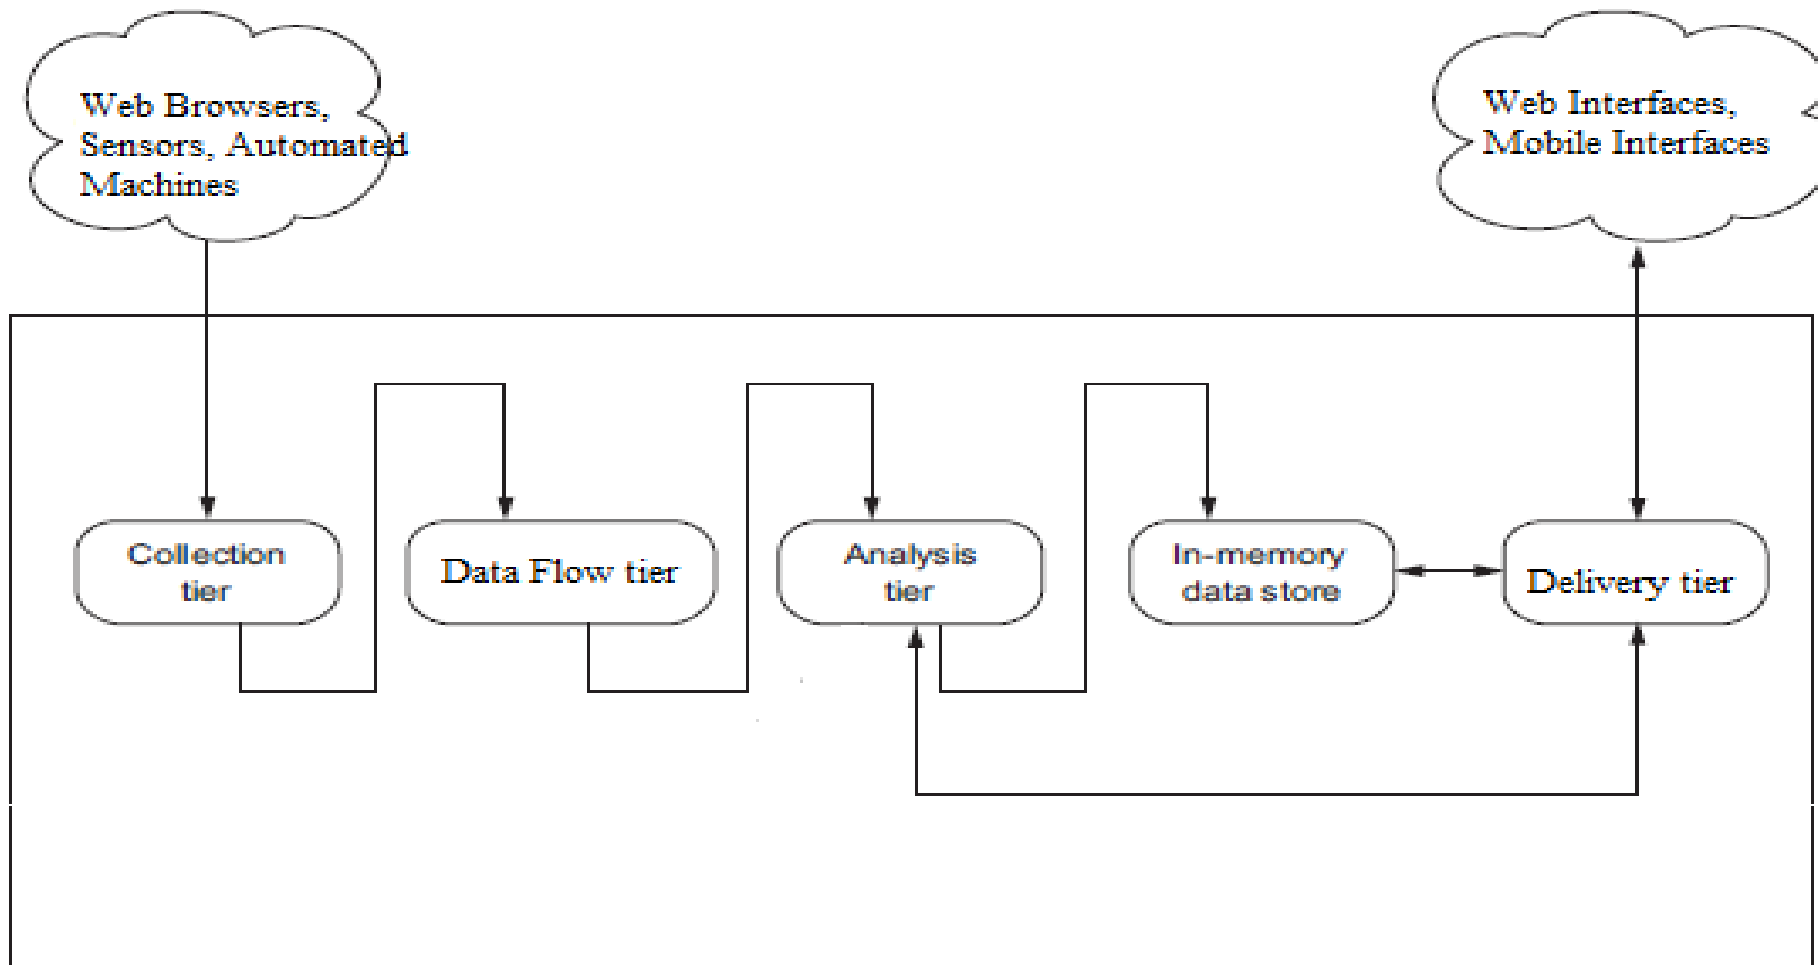 Web Browsers,
Sensors, Automated
Machines
Web Interfaces,
Mobile Interfaces
Collection
tier
Data Flow tier
Analysis
tier
In-memory
data store
Delivery tier